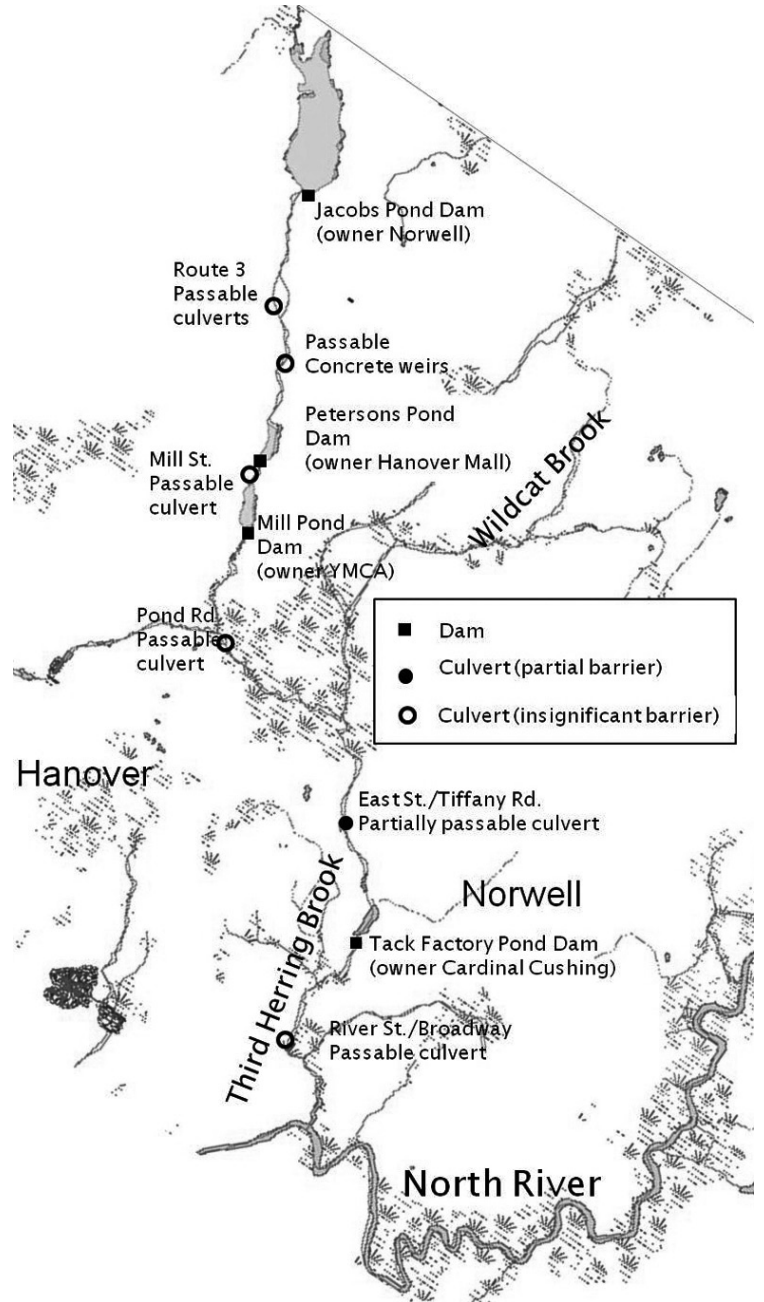 Jacobs Pond Dam
(owner Norwell)
Route 3
Passable
culverts
Passable
Concrete weirs
Petersons Pond
Dam
(owner Hanover Mall)
Mill St.
Passable
culvert
Wildcat Brook
Mill Pond
Dam
(owner YMCA)
Pond Rd.
Passable
culvert
Dam
Culvert (partial barrier)
Culvert (insignificant barrier)
Hanover
East St./Tiffany Rd.
Partially passable culvert
Norwell
Third Herring Brook
Tack Factory Pond Dam
(owner Cardinal Cushing)
River St./Broadway
Passable culvert
North River